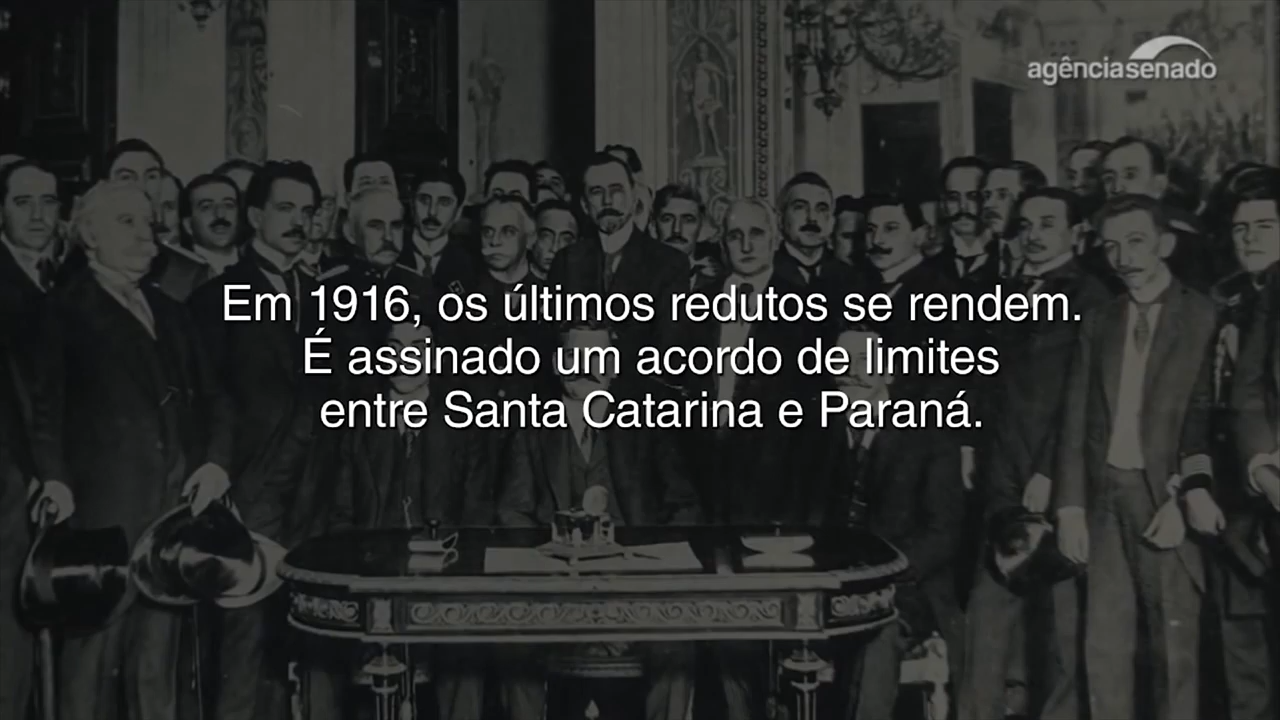 agênciasenado
Em 1916, os últimos redutos se rendem.
É assinado um acordo de limites
entre Santa Catarina e Paraná.